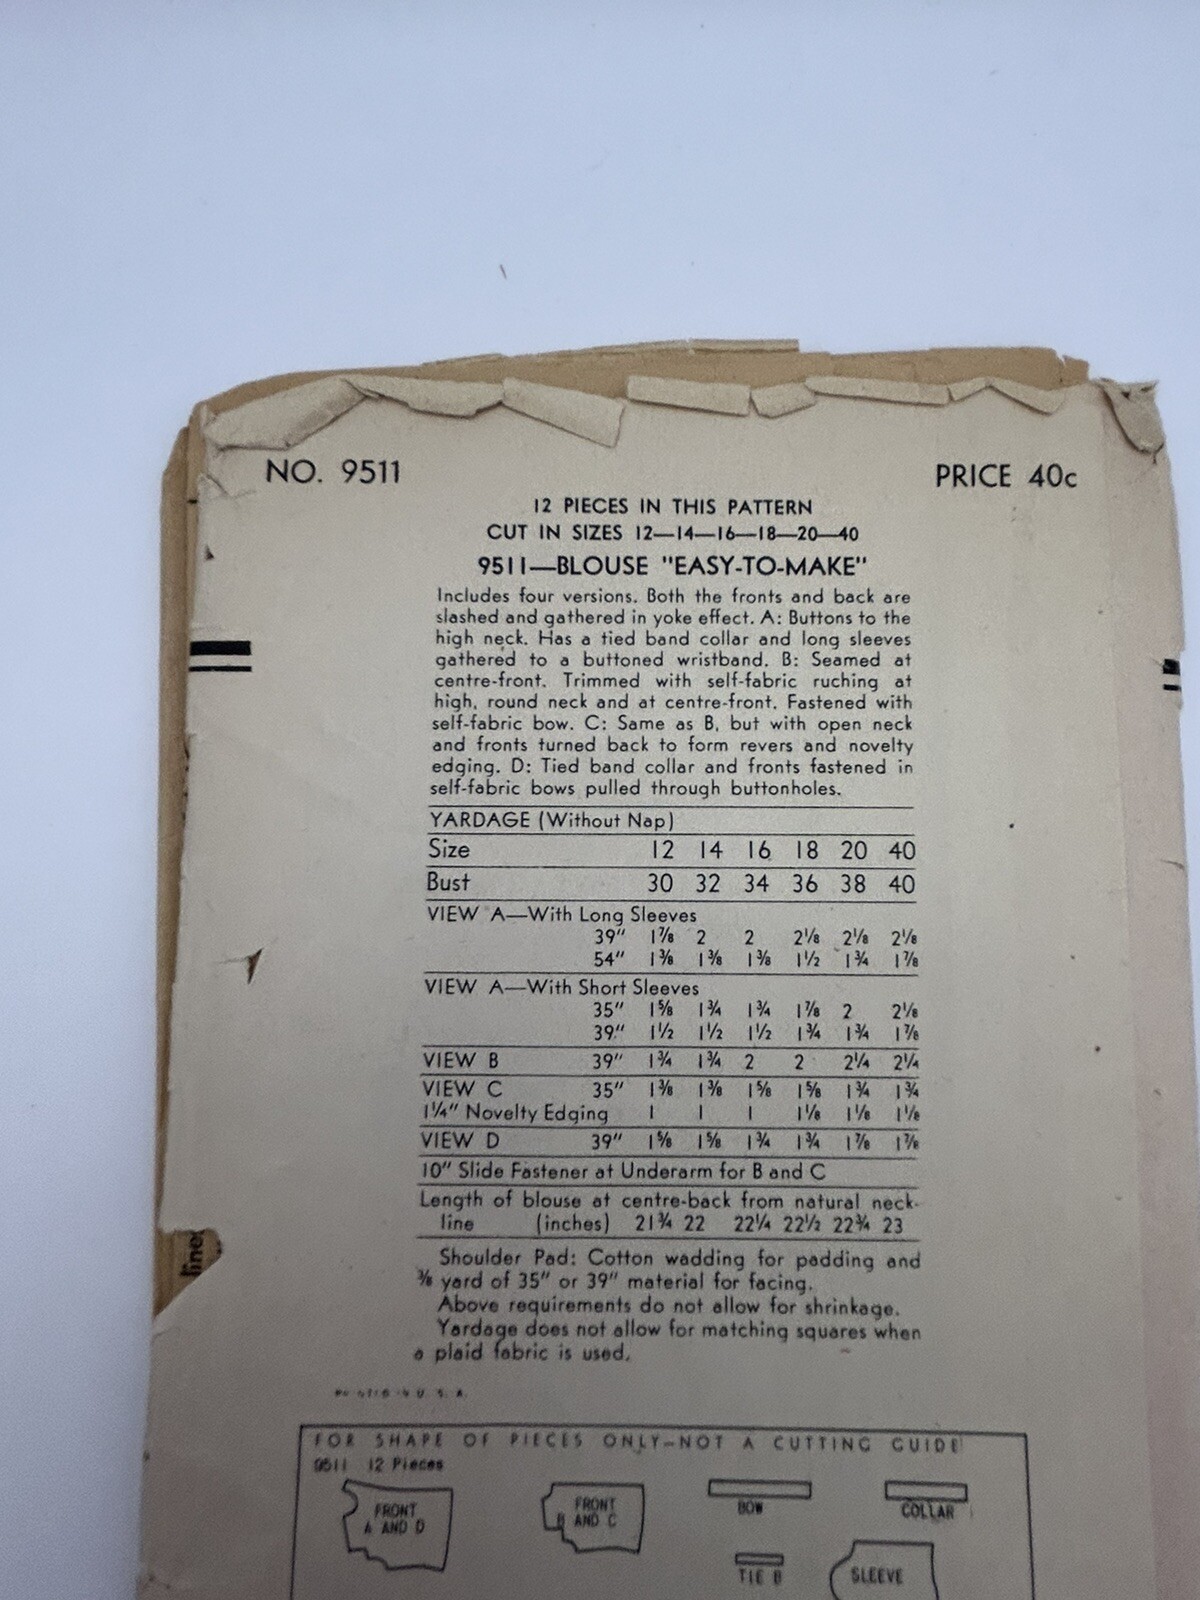 NO. 9511
PRICE 40c
12 PIECES IN THIS PATTERN
CUT IN SIZES 12—14—16—18—20—40
9511—BLOUSE "EASY-TO-MAKE"
Includes four versions. Both the fronts and back are
slashed and gathered in yoke effect. A: Buttons to the
high neck. Has a tied band collar and long sleeves
gathered to a buttoned wristband. B: Seamed at
centre-front. Trimmed with self-fabric ruching at
high, round neck and at centre-front. Fastened with
self-fabric bow. C: Same as B, but with open neck
and fronts turned back to form revers and novelty
edging. D: Tied band collar and fronts fastened in
self-fabric bows pulled through buttonholes.
YARDAGE (Without Nap)
Size 12 14 16 18 20 40
Bust 30 32 34 36 38 40
VIEW A—With Long Sleeves
39" 1⅞ 2 2 2⅛ 2⅛ 2⅛
54" 1⅜ 1⅜ 1⅜ 1½ 1¾ 1⅞
VIEW A—With Short Sleeves
35" 1⅝ 1¾ 1¾ 1⅞ 2 2⅛
39" 1½ 1½ 1½ 1¾ 1¾ 1⅞
VIEW B 39" 1¾ 1¾ 2 2 2¼ 2¼
VIEW C 35" 1⅜ 1⅜ 1⅝ 1⅝ 1¾ 1¾
1¼" Novelty Edging 1 1 1 1⅛ 1⅛ 1⅛
VIEW D 39" 1⅝ 1⅝ 1¾ 1¾ 1⅞ 1⅞
10" Slide Fastener at Underarm for B and C
Length of blouse at centre-back from natural neck-
line (inches) 21¾ 22 22¼ 22½ 22¾ 23
Shoulder Pad: Cotton wadding for padding and
⅜ yard of 35" or 39" material for facing.
Above requirements do not allow for shrinkage.
Yardage does not allow for matching squares when
a plaid fabric is used.
U. S. A.
FOR SHAPE OF PIECES ONLY—NOT A CUTTING GUIDE
9511 12 Pieces
FRONT
A AND D
FRONT
B AND C
BOW
COLLAR
TIE B
SLEEVE